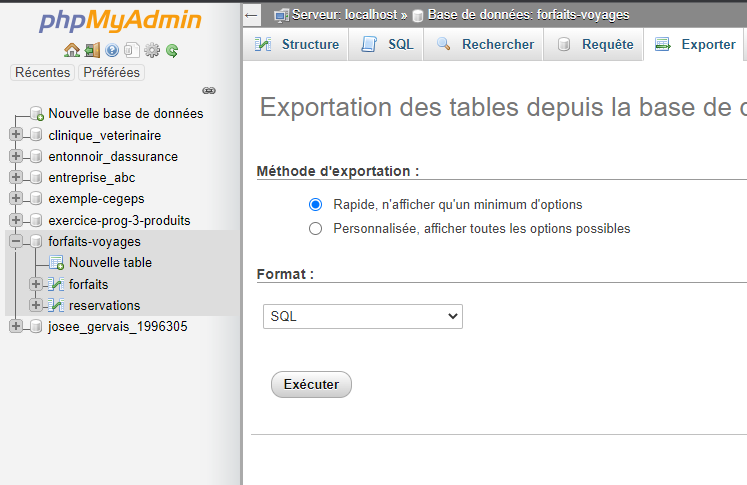 phpMyAdmin
Récentes Préférées
Nouvelle base de données
clinique_veterinaire
entonnoir_dassurance
entreprise_abc
exemple-cegeps
exercice-prog-3-produits
forfaits-voyages
Nouvelle table
forfaits
reservations
josee_gervais_1996305
Serveur: localhost » Base de données: forfaits-voyages
Structure SQL Rechercher Requête Exporter
Exportation des tables depuis la base de
Méthode d'exportation :
Rapide, n'afficher qu'un minimum d'options
Personnalisée, afficher toutes les options possibles
Format :
SQL
Exécuter